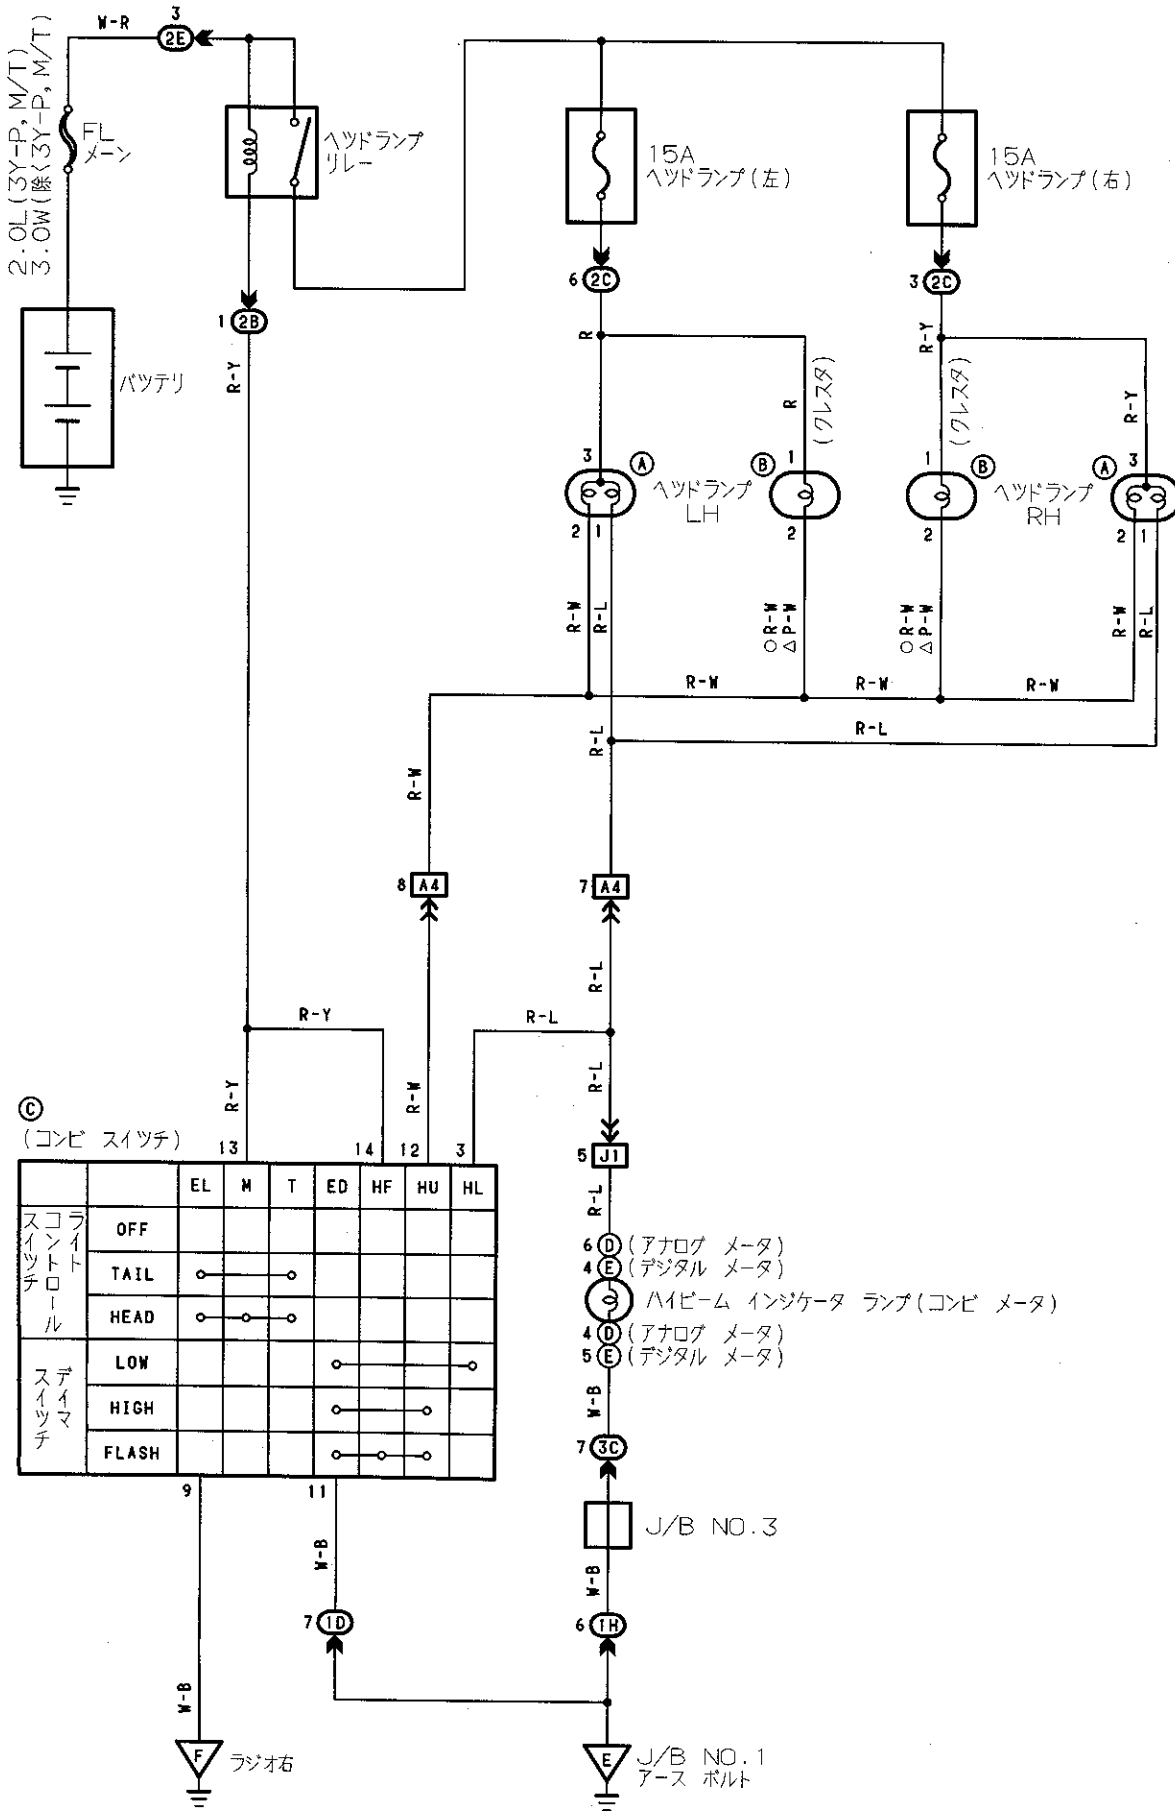 2.0L(3Y-P,M/T)
3.0W(除く3Y-P,M/T)
W-R
3
2E
FL
メーン
ヘッドランプ
リレー
15A
ヘッドランプ(左)
15A
ヘッドランプ(右)
バッテリ
1 2B
R-Y
6 2C
3 2C
R
R
(クレスタ)
R-Y
(クレスタ)
R-Y
3 A
B 1
1 B
A 3
ヘッドランプ
LH
ヘッドランプ
RH
2 1
2
2
2 1
R-W
R-L
○R-W
△P-W
○R-W
△P-W
R-W
R-L
R-W
R-W
R-W
R-L
R-L
R-W
8 A4
7 A4
R-L
R-Y
R-L
R-Y
R-W
R-L
C
(コンビ スイッチ)
13
14
12
3
5 J1
R-L
EL M T ED HF HU HL
ライト
コントロール
スイッチ
OFF
TAIL
HEAD
ディマ
スイッチ
LOW
HIGH
FLASH
6 D (アナログ メータ)
4 E (デジタル メータ)
ハイビーム インジケータ ランプ(コンビ メータ)
4 D (アナログ メータ)
5 E (デジタル メータ)
W-B
7 3C
9
11
J/B NO.3
W-B
W-B
7 1D
6 1H
W-B
F ラジオ右
E J/B NO.1
アース ボルト